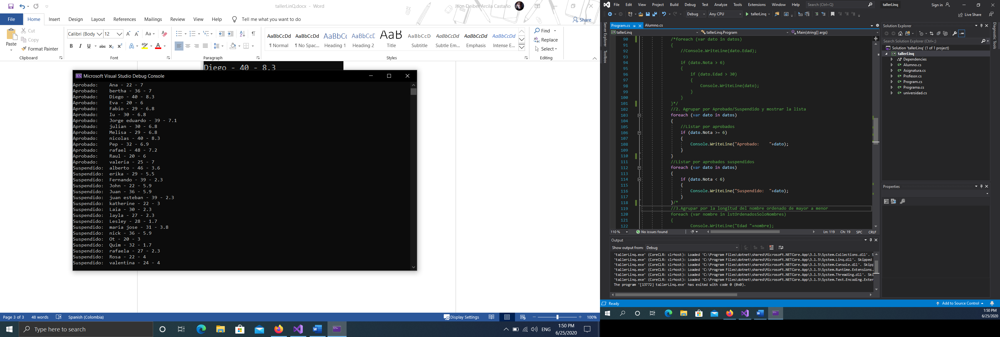 tallerLinQ.docx - Word
Jhon Deiber Arcila Castaño
File Home Insert Design Layout References Mailings Review View Help Tell me what you want to do
Share
Paste
Cut
Copy
Format Painter
Clipboard
Calibri (Body 12
Font
Paragraph
AaBbCcDd AaBbCcDd AaBbCc AaBbCcE AaB AaBbCcD AaBbCcDd AaBbCcDd AaBbCcDd
¶ Normal ¶ No Spac... Heading 1 Heading 2 Title Subtitle Subtle Em... Emphasis Intense E...
Styles
Find
Replace
Select
Editing
Diego - 40 - 8.3
Microsoft Visual Studio Debug Console
Aprobado: Ana - 22 - 7
Aprobado: bertha - 36 - 7
Aprobado: Diego - 40 - 8.3
Aprobado: Eva - 20 - 6
Aprobado: Fabio - 29 - 6.8
Aprobado: Iu - 30 - 6.8
Aprobado: Jorge eduardo - 39 - 7.1
Aprobado: julian - 30 - 6.8
Aprobado: Melisa - 29 - 6.8
Aprobado: nicolas - 40 - 8.3
Aprobado: Pep - 32 - 6.9
Aprobado: rafael - 48 - 7.2
Aprobado: Raul - 20 - 6
Aprobado: valeria - 25 - 7
Suspendido: alberto - 46 - 3.6
Suspendido: erika - 29 - 5.5
Suspendido: Fernando - 39 - 2.3
Suspendido: John - 22 - 5.9
Suspendido: Juan - 36 - 5.9
Suspendido: juan esteban - 39 - 2.3
Suspendido: katherine - 22 - 3
Suspendido: Laia - 30 - 2.3
Suspendido: layla - 27 - 2.3
Suspendido: Lesley - 28 - 1.7
Suspendido: maria jose - 31 - 3.8
Suspendido: nick - 36 - 5.9
Suspendido: Ot - 20 - 3
Suspendido: Quim - 32 - 1.7
Suspendido: rafaela - 27 - 2.3
Suspendido: Rosa - 22 - 4
Suspendido: valentina - 24 - 4
Page 3 of 3 48 words Spanish (Colombia) Display Settings 100%
Type here to search
ENG
1:50 PM
6/25/2020
File Edit View Project Build Debug Test Analyze Tools Extensions Window Help Search (Ctrl+Q) tallerLinq Sign in
Debug Any CPU tallerLinq Live Share
Server Explorer
Toolbox
Program.cs Alumno.cs
tallerLinq tallerLinq.Program Main(string[] args)
90 /*foreach (var dato in datos)
91 {
92 //Console.WriteLine(dato.Edad);
93
94 if (dato.Nota > 6)
95 {
96 if (dato.Edad > 30)
97 {
98 Console.WriteLine(dato);
99 }
100 }
101 }*/
102 //2. Agrupar por Aprobado/Suspendido y mostrar la lista
103 foreach (var dato in datos)
104 {
105 //Listar por aprobados
106 if (dato.Nota >= 6)
107 {
108 Console.WriteLine("Aprobado:    "+dato);
109 }
110 }
111 //Listar por aprobados suspendidos
112 foreach (var dato in datos)
113 {
114 if (dato.Nota < 6)
115 {
116 Console.WriteLine("Suspendido:  "+dato);
117 }
118 }/*
119 //3.Agrupar por la longitud del nombre ordenado de mayor a menor
120 foreach (var nombre in lstOrdenadosSoloNombres)
121 {
122 Console.WriteLine("Edad "+nombre);
110 % No issues found Ln: 119 Ch: 19 SPC CRLF
Output
Show output from: Debug
'tallerLinq.exe' (CoreCLR: clrhost): Loaded 'C:\Program Files\dotnet\shared\Microsoft.NETCore.App\3.1.5\System.Collections.dll'. S
'tallerLinq.exe' (CoreCLR: clrhost): Loaded 'C:\Program Files\dotnet\shared\Microsoft.NETCore.App\3.1.5\System.Linq.dll'. Skipped
'tallerLinq.exe' (CoreCLR: clrhost): Loaded 'C:\Program Files\dotnet\shared\Microsoft.NETCore.App\3.1.5\System.Console.dll'. Skipp
'tallerLinq.exe' (CoreCLR: clrhost): Loaded 'C:\Program Files\dotnet\shared\Microsoft.NETCore.App\3.1.5\System.Runtime.Extensions.
'tallerLinq.exe' (CoreCLR: clrhost): Loaded 'C:\Program Files\dotnet\shared\Microsoft.NETCore.App\3.1.5\System.Threading.dll'. Ski
'tallerLinq.exe' (CoreCLR: clrhost): Loaded 'C:\Program Files\dotnet\shared\Microsoft.NETCore.App\3.1.5\System.Text.Encoding.Exter
The program '[13772] tallerLinq.exe' has exited with code 0 (0x0).
Solution Explorer
Search Solution Explorer (Ctrl+;)
Solution 'tallerLinq' (1 of 1 project)
tallerLinq
Dependencies
Alumno.cs
Asignatura.cs
Profesor.cs
Program.cs
Programa.cs
universidad.cs
Properties
Diagnostic Tools
Ready Add to Source Control
1:50 PM
6/25/2020